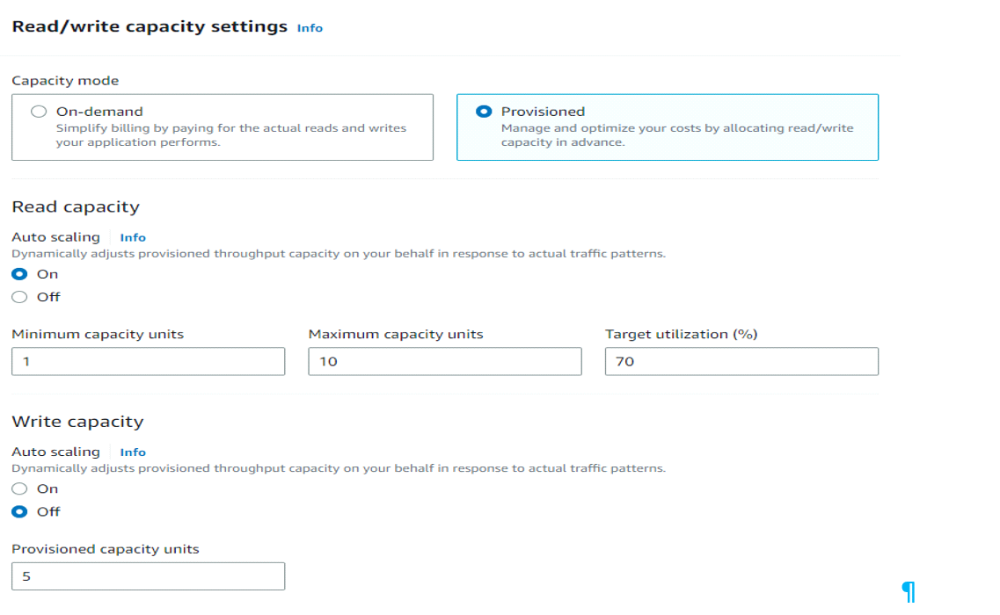 Read/write capacity settings Info
Capacity mode
On-demand
Simplify billing by paying for the actual reads and writes
your application performs.
Provisioned
Manage and optimize your costs by allocating read/write
capacity in advance.
Read capacity
Auto scaling Info
Dynamically adjusts provisioned throughput capacity on your behalf in response to actual traffic patterns.
On
Off
Minimum capacity units
1
Maximum capacity units
10
Target utilization (%)
70
Write capacity
Auto scaling Info
Dynamically adjusts provisioned throughput capacity on your behalf in response to actual traffic patterns.
On
Off
Provisioned capacity units
5
¶